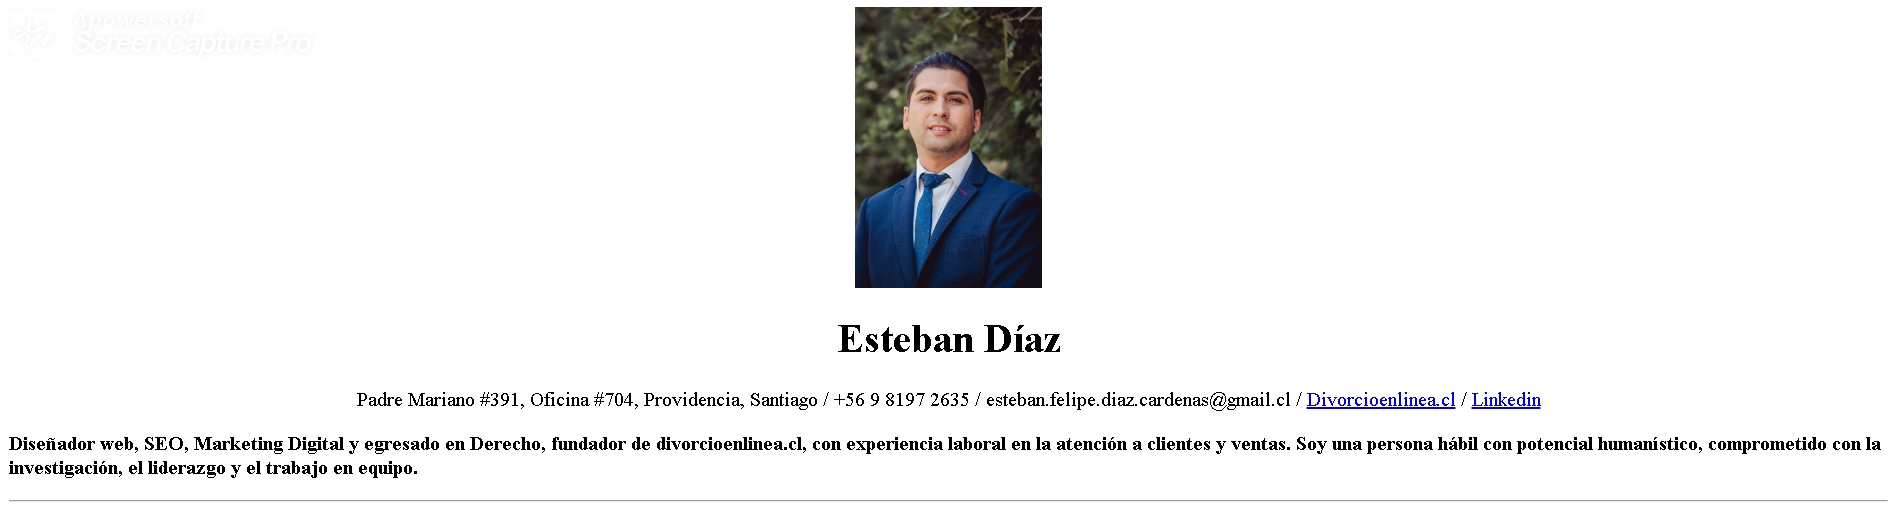 Apowersoft
Screen Capture Pro
Esteban Díaz
Padre Mariano #391, Oficina #704, Providencia, Santiago / +56 9 8197 2635 / esteban.felipe.diaz.cardenas@gmail.cl / Divorcioenlinea.cl / Linkedin
Diseñador web, SEO, Marketing Digital y egresado en Derecho, fundador de divorcioenlinea.cl, con experiencia laboral en la atención a clientes y ventas. Soy una persona hábil con potencial humanístico, comprometido con la
investigación, el liderazgo y el trabajo en equipo.